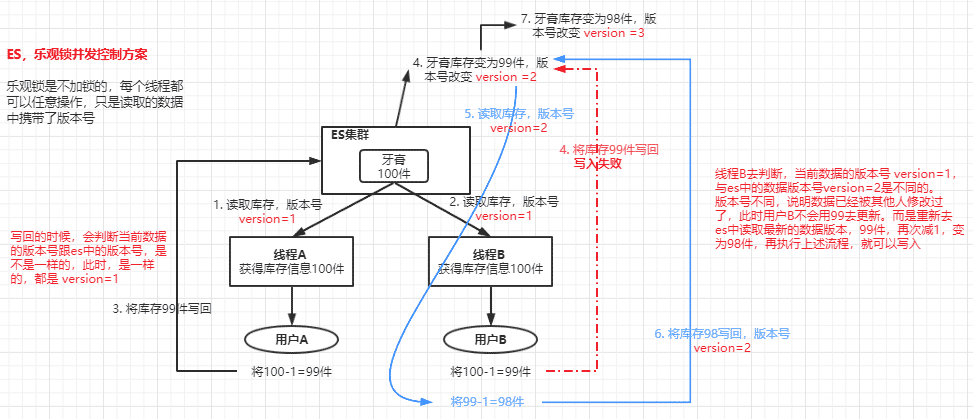 7. 牙膏库存变为98件，版
本号改变 version =3
ES，乐观锁并发控制方案
4. 牙膏库存变为99件，版
本号改变 version =2
乐观锁是不加锁的，每个线程都
可以任意操作，只是读取的数据
中携带了版本号
5. 读取库存，版本号
version=2
ES集群
牙膏
100件
4. 将库存99件写回
写入失败
线程B去判断，当前数据的版本号 version=1，
与es中的数据版本号version=2是不同的。
版本号不同，说明数据已经被其他人修改过
了，此时用户B不会用99去更新。而是重新去
es中读取最新的数据版本，99件，再次减1，变
为98件，再执行上述流程，就可以写入
1. 读取库存，版本号
version=1
2. 读取库存，版本号
version=1
写回的时候，会判断当前数据
的版本号跟es中的版本号，是
不是一样的，此时，是一样
的，都是 version=1
线程A
获得库存信息100件
线程B
获得库存信息100件
3. 将库存99件写回
用户A
用户B
6. 将库存98写回，版本号
version=2
将100-1=99件
将100-1=99件
将99-1=98件